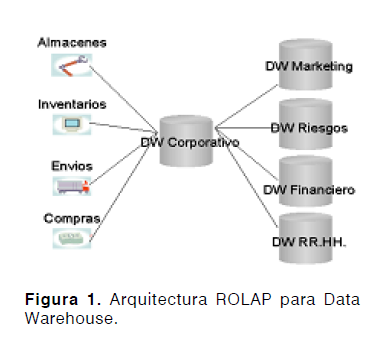 Almacenes
Inventarios
Envios
Compras
DW Corporativo
DW Marketing
DW Riesgos
DW Financiero
DW RR.HH.
Figura 1. Arquitectura ROLAP para Data
Warehouse.